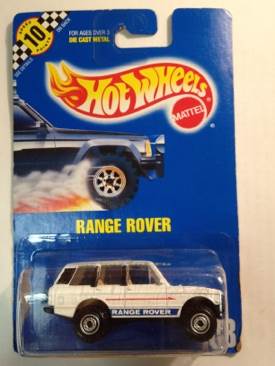 10
FOR AGES OVER 3
DIE CAST METAL
Hot Wheels
MATTEL
RANGE ROVER
RANGE ROVER